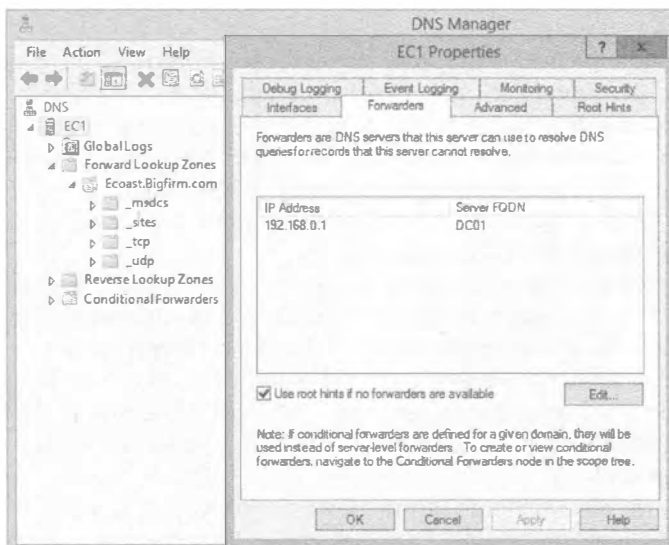 DNS Manager
File Action View Help
DNS
EC1
Global Logs
Forward Lookup Zones
Ecoast.Bigfirm.com
_msdcs
_sites
_tcp
_udp
Reverse Lookup Zones
Conditional Forwarders
EC1 Properties
? x
Debug Logging Event Logging Monitoring Security
Interfaces Forwarders Advanced Root Hints
Forwarders are DNS servers that this server can use to resolve DNS
queries for records that this server cannot resolve.
IP Address Server FQDN
192.168.0.1 DC01
Use root hints if no forwarders are available
Edit...
Note: If conditional forwarders are defined for a given domain, they will be
used instead of server-level forwarders. To create or view conditional
forwarders, navigate to the Conditional Forwarders node in the scope tree.
OK Cancel Apply Help